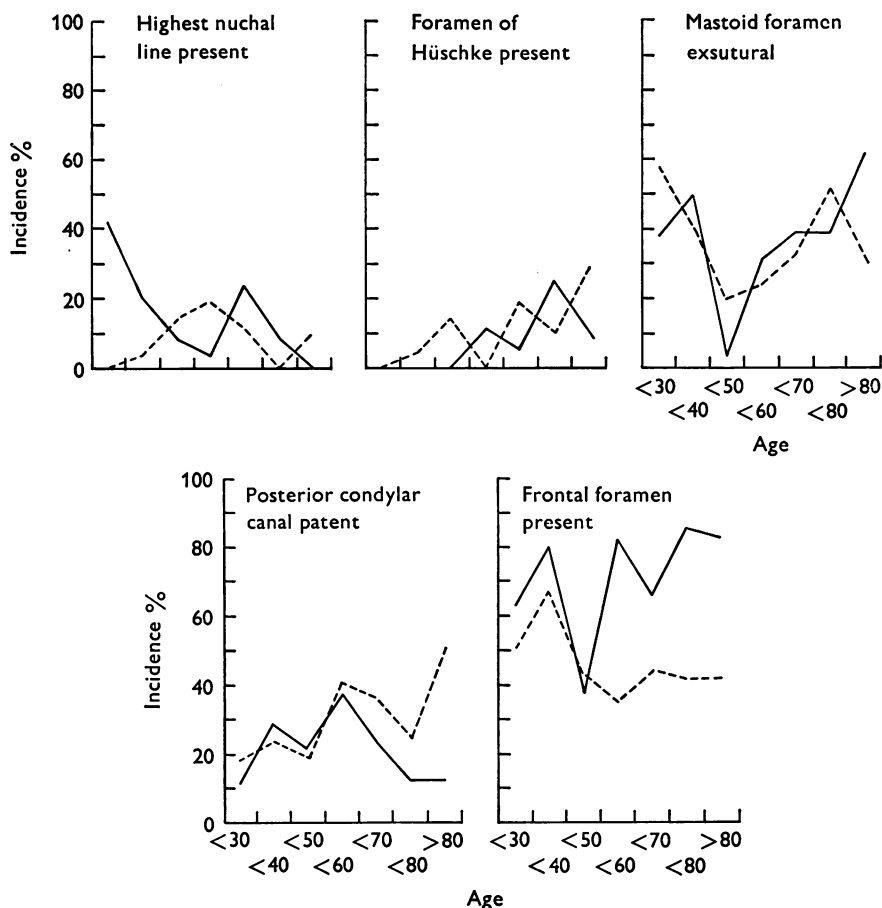 Highest nuchal
line present
Foramen of
Hüschke present
Mastoid foramen
exsutural
Incidence %
100
80
60
40
20
0
<30 <50 <70 >80
<40 <60 <80
Age
Posterior condylar
canal patent
Frontal foramen
present
Incidence %
100
80
60
40
20
0
<30 <50 <70 >80
<40 <60 <80
<30 <50 <70 >80
<40 <60 <80
Age